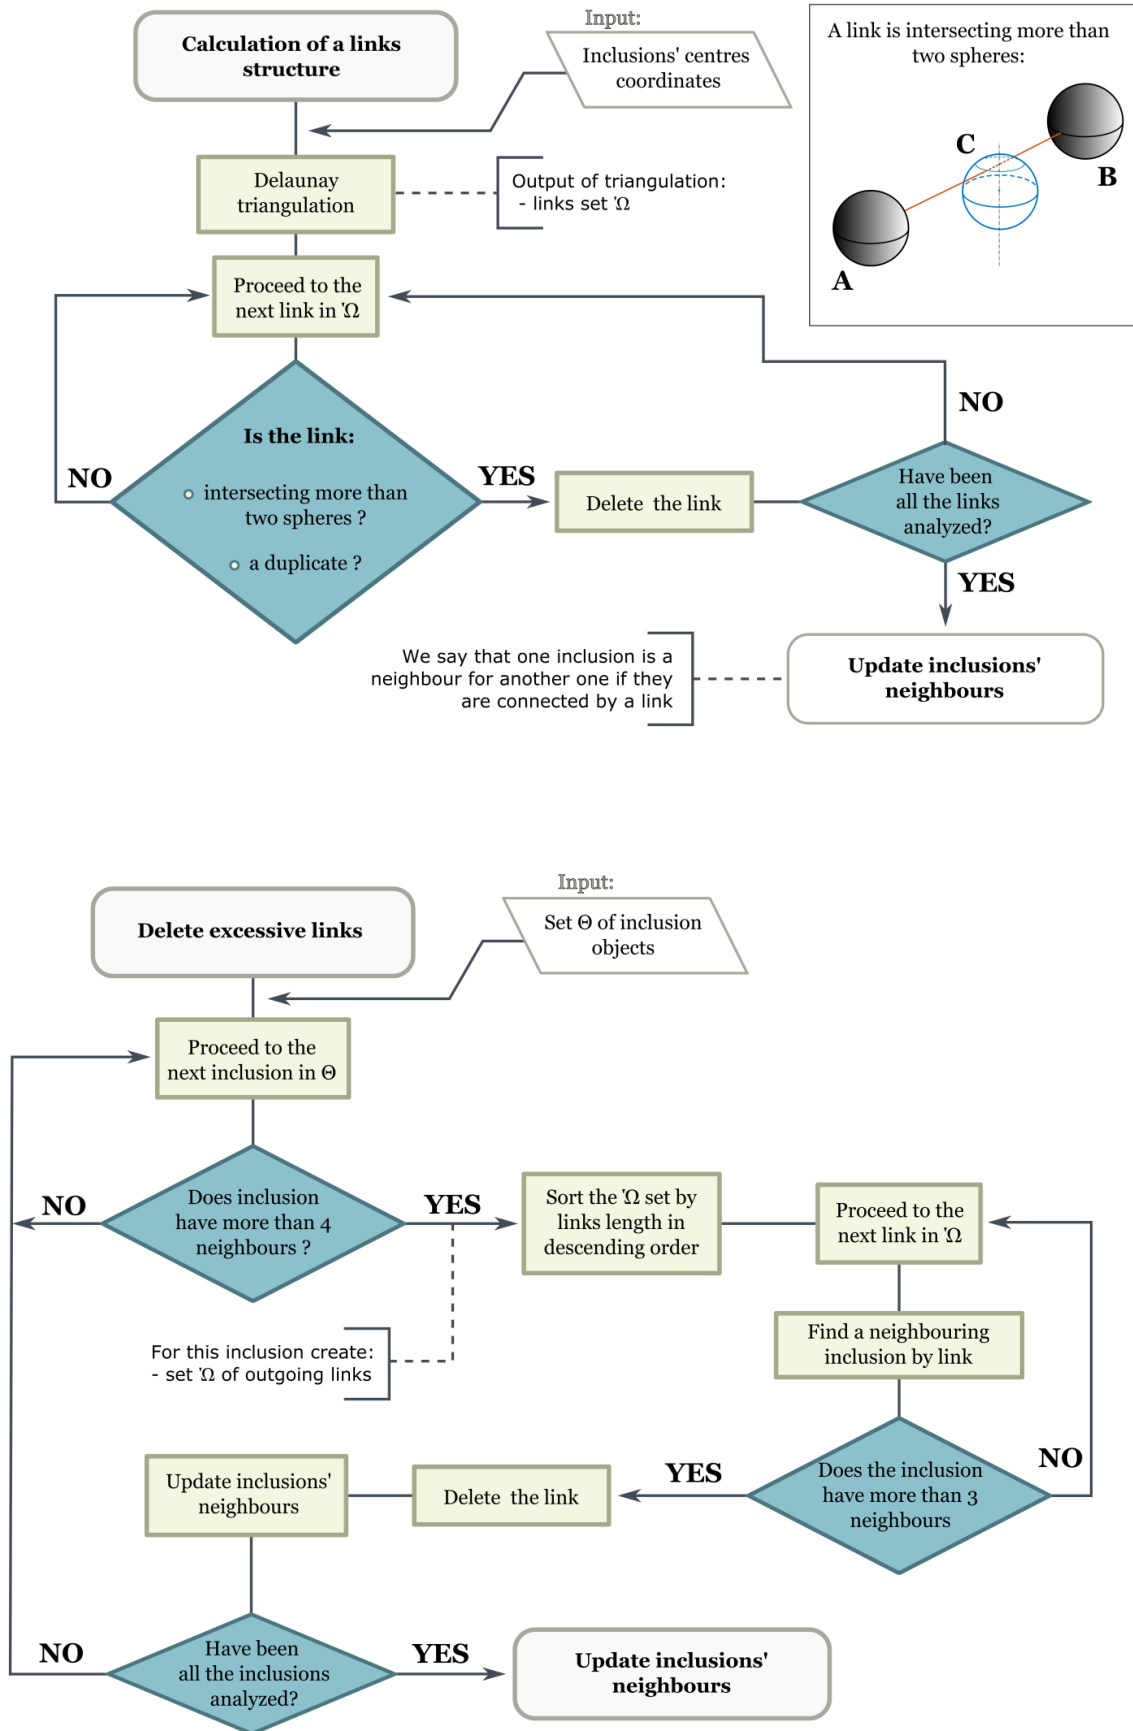 Calculation of a links
structure
Input:
Inclusions' centres
coordinates
A link is intersecting more than
two spheres:
C
B
A
Delaunay
triangulation
Output of triangulation:
- links set Ώ
Proceed to the
next link in Ώ
NO
Is the link:
intersecting more than
two spheres ?
a duplicate ?
YES
Delete the link
NO
Have been
all the links
analyzed?
YES
We say that one inclusion is a
neighbour for another one if they
are connected by a link
Update inclusions'
neighbours
Delete excessive links
Input:
Set Θ of inclusion
objects
Proceed to the
next inclusion in Θ
NO
Does inclusion
have more than 4
neighbours ?
YES
Sort the Ώ set by
links length in
descending order
Proceed to the
next link in Ώ
For this inclusion create:
- set Ώ of outgoing links
Find a neighbouring
inclusion by link
Update inclusions'
neighbours
Delete the link
YES
Does the inclusion
have more than 3
neighbours
NO
NO
Have been
all the inclusions
analyzed?
YES
Update inclusions'
neighbours